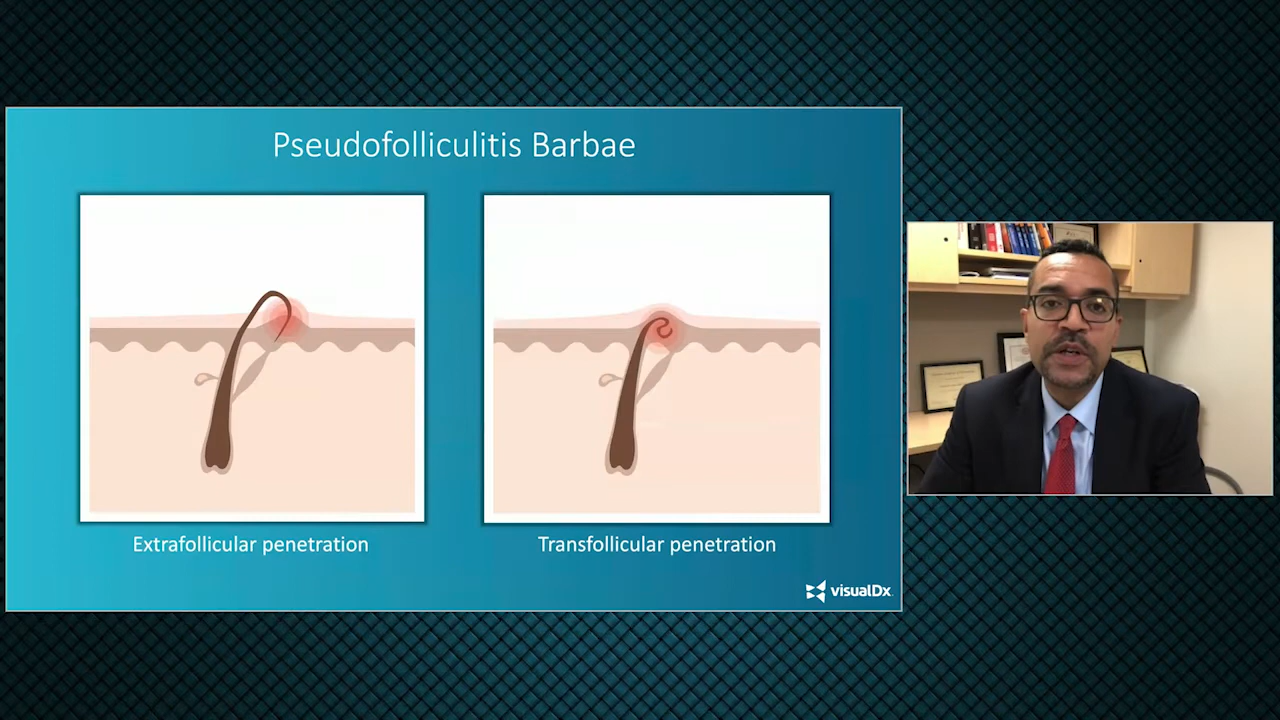 Pseudofolliculitis Barbae
Extrafollicular penetration
Transfollicular penetration
visualDx